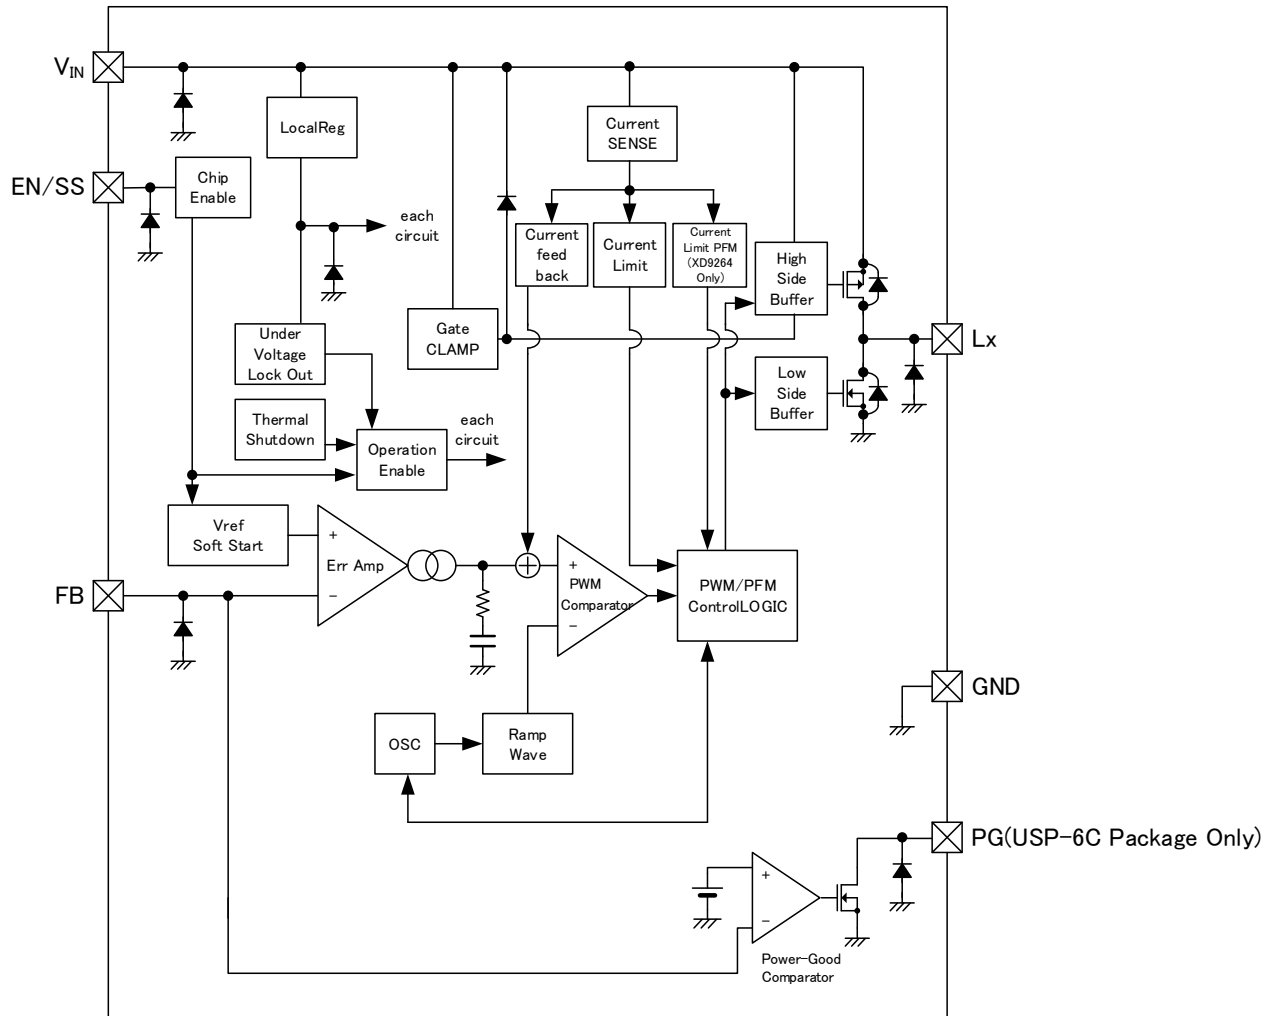 VIN
LocalReg
Current
SENSE
EN/SS
Chip
Enable
each
circuit
Current
feed
back
Current
Limit
Current
Limit PFM
(XD9264
Only)
High
Side
Buffer
Gate
CLAMP
Under
Voltage
Lock Out
Lx
Low
Side
Buffer
Thermal
Shutdown
Operation
Enable
each
circuit
Vref
Soft Start
+
Err Amp
−
+
PWM
Comparator
−
PWM/PFM
ControlLOGIC
FB
GND
OSC
Ramp
Wave
PG(USP-6C Package Only)
+
−
Power-Good
Comparator